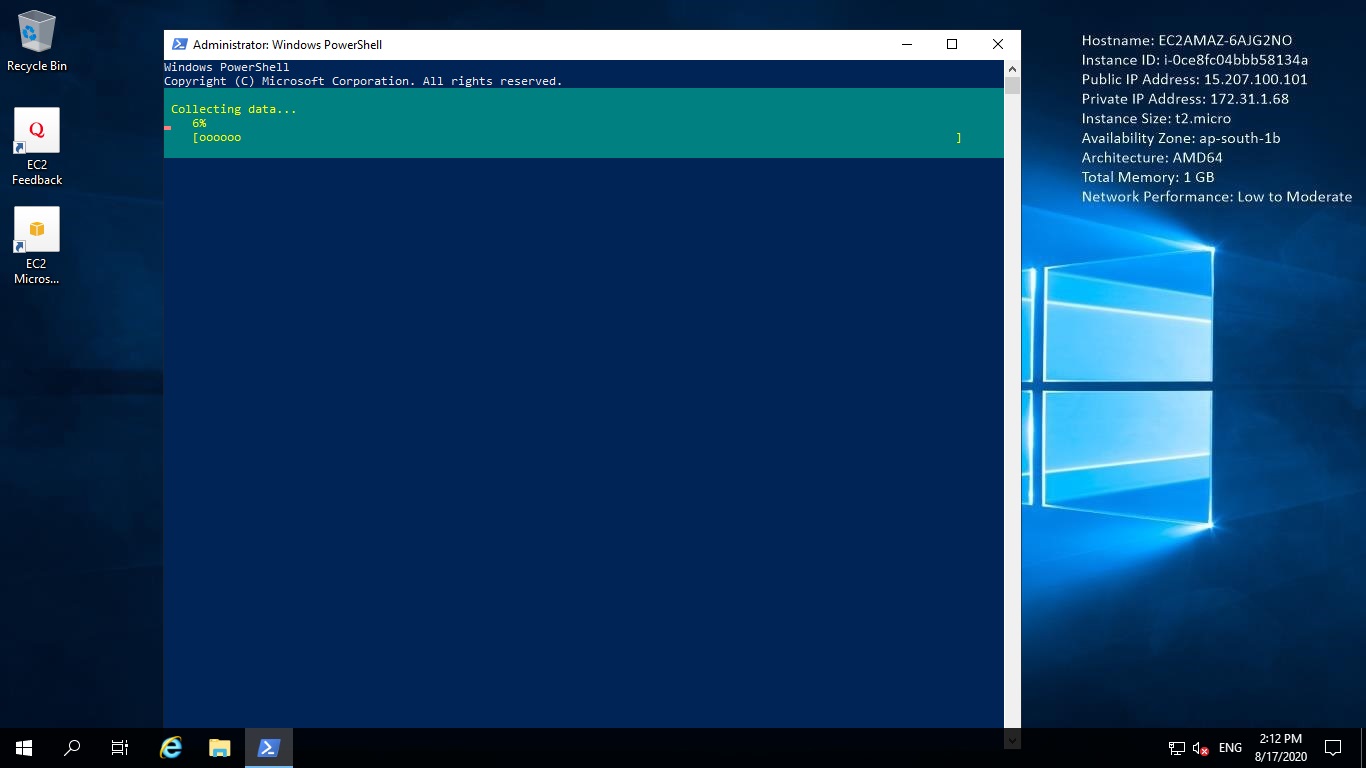 Recycle Bin
EC2
Feedback
EC2
Micros...
Administrator: Windows PowerShell
Windows PowerShell
Copyright (C) Microsoft Corporation. All rights reserved.
Collecting data...
6%
[oooooo ]
Hostname: EC2AMAZ-6AJG2NO
Instance ID: i-0ce8fc04bbb58134a
Public IP Address: 15.207.100.101
Private IP Address: 172.31.1.68
Instance Size: t2.micro
Availability Zone: ap-south-1b
Architecture: AMD64
Total Memory: 1 GB
Network Performance: Low to Moderate
ENG
2:12 PM
8/17/2020